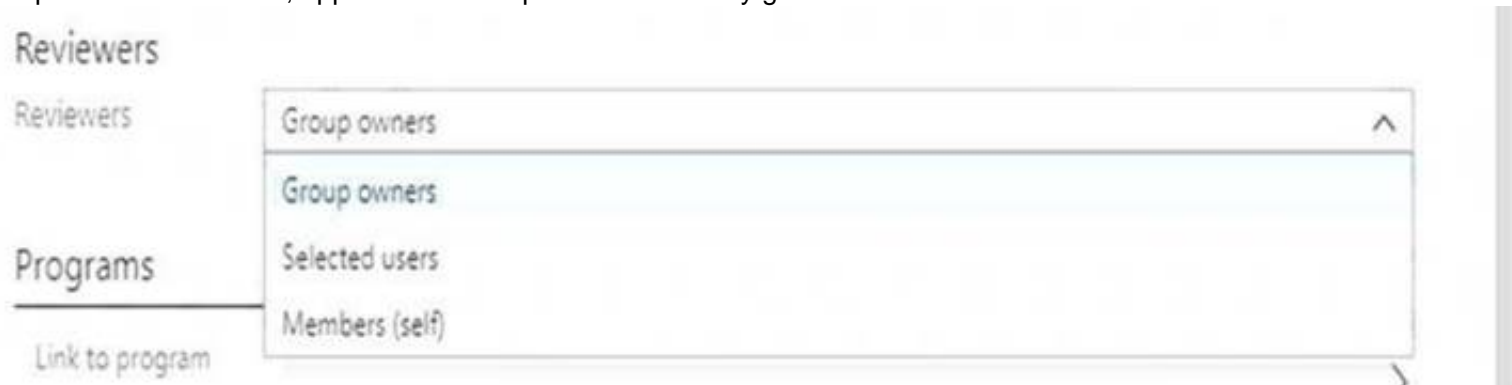 Reviewers
Reviewers
Group owners
Group owners
Selected users
Programs
Members (self)
Link to program